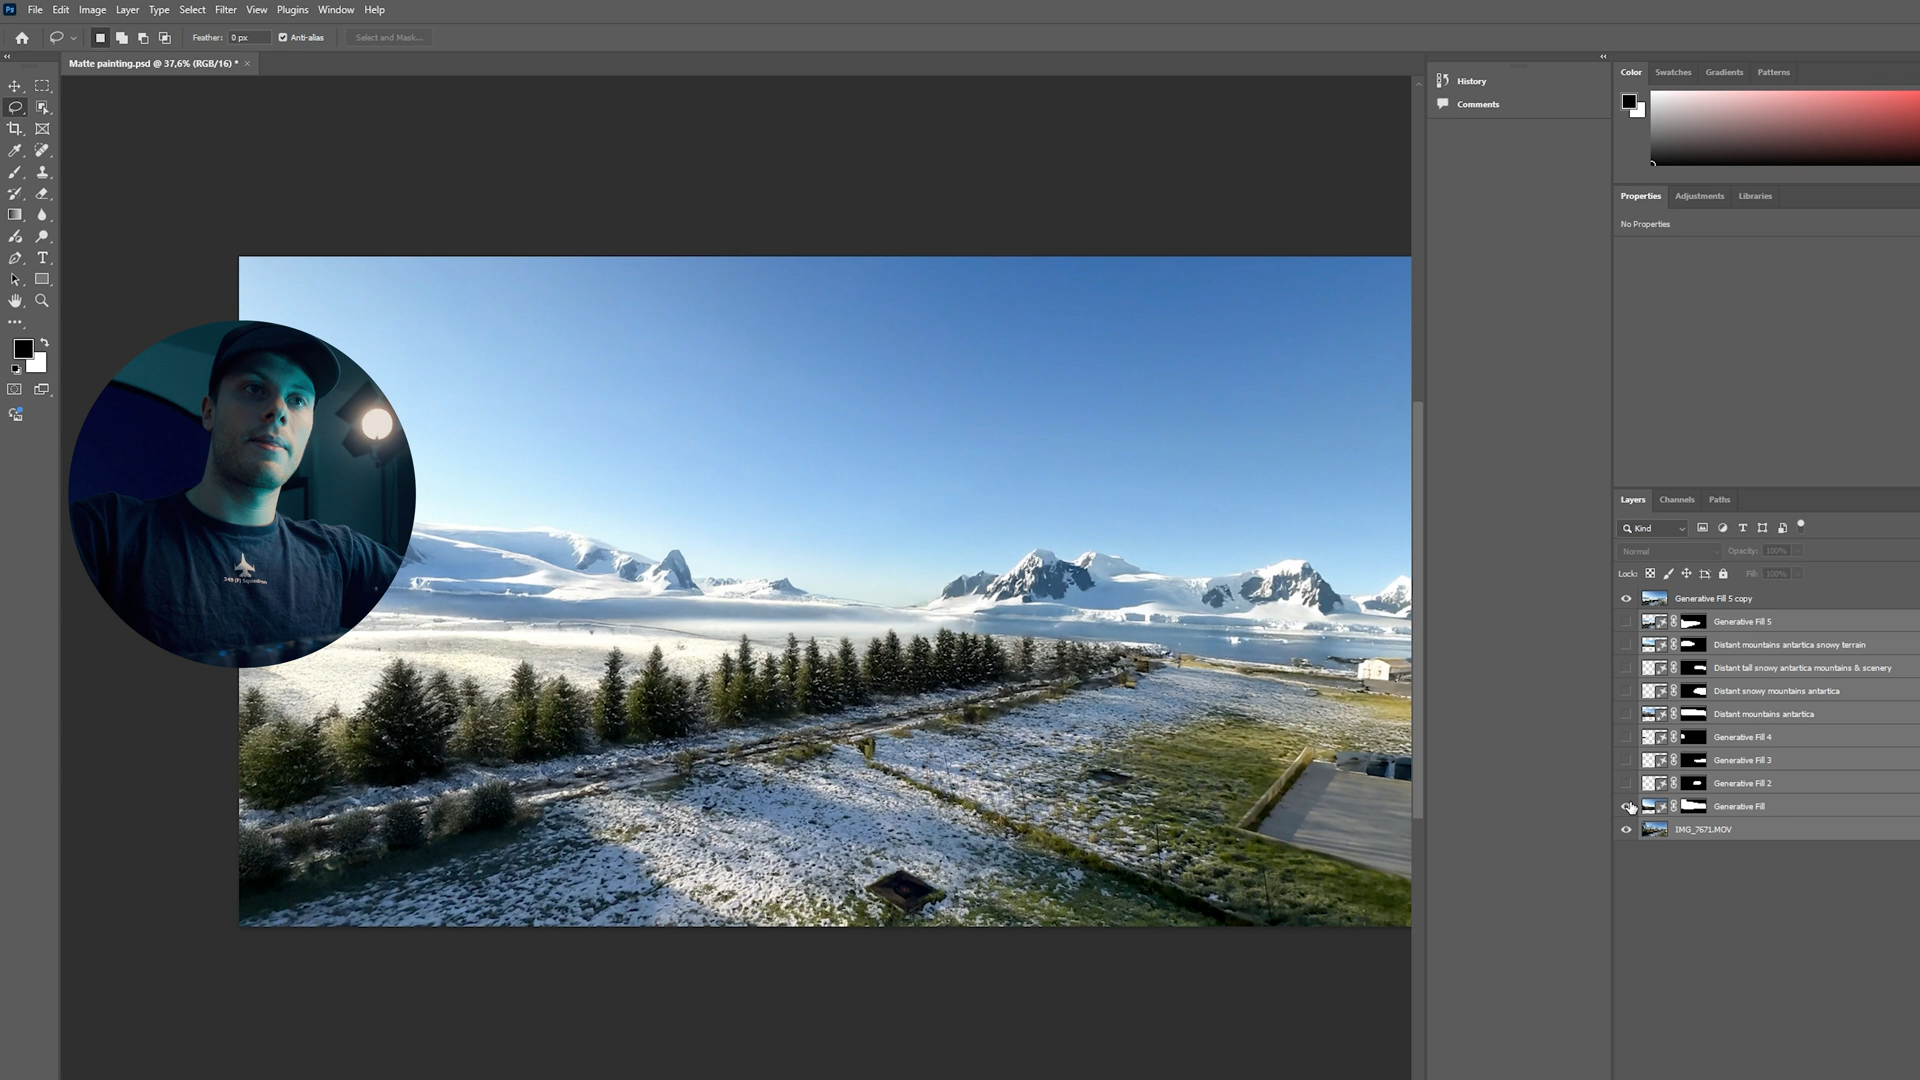 Ps File Edit Image Layer Type Select Filter View Plugins Window Help
Feather: 0 px Anti-alias Select and Mask...
Matte painting.psd @ 37,6% (RGB/16) * ×
History
Comments
Color Swatches Gradients Patterns
Properties Adjustments Libraries
No Properties
349 (F) Squadron
Layers Channels Paths
Kind
Normal Opacity: 100%
Lock: Fill: 100%
Generative Fill 5 copy
Generative Fill 5
Distant mountains antartica snowy terrain
Distant tall snowy antartica mountains & scenery
Distant snowy mountains antartica
Distant mountains antartica
Generative Fill 4
Generative Fill 3
Generative Fill 2
Generative Fill
IMG_7671.MOV